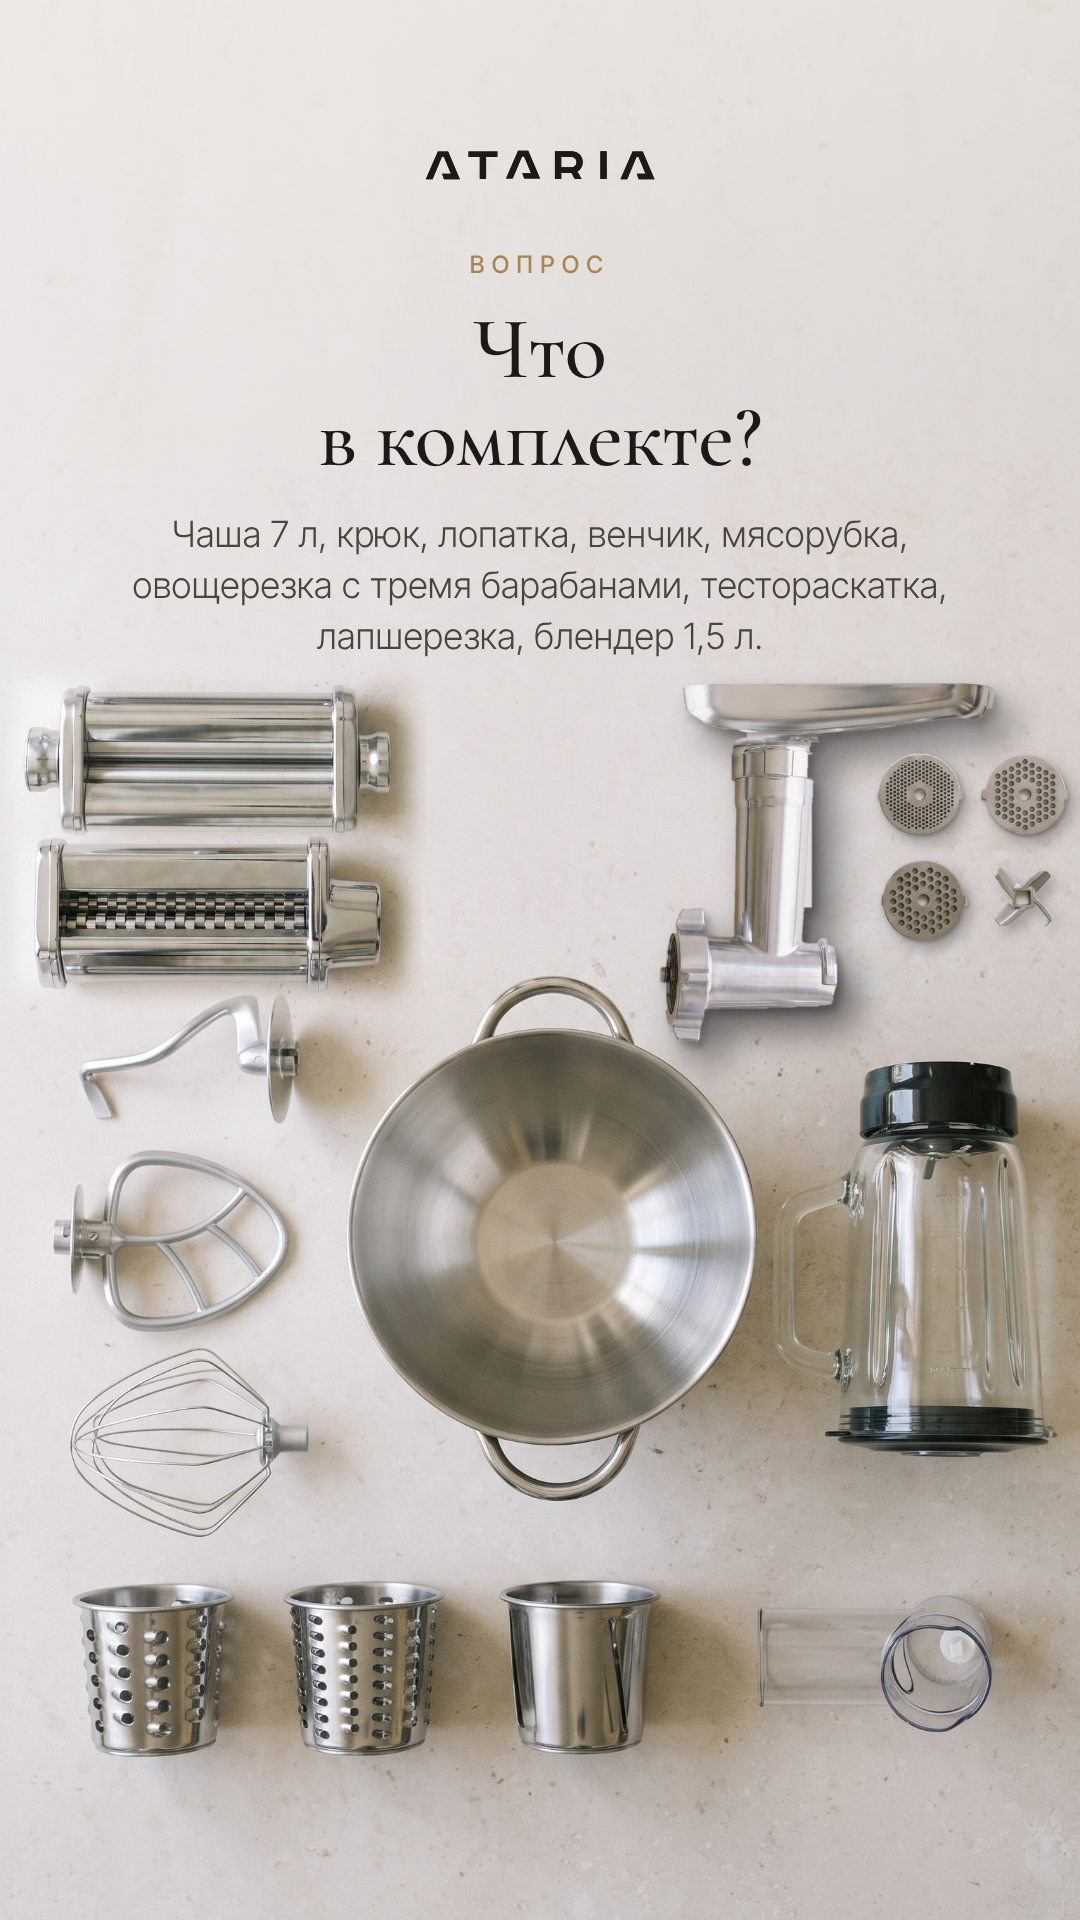 ATARIA
ВОПРОС
Что
в комплекте?
Чаша 7 л, крюк, лопатка, венчик, мясорубка,
овощерезка с тремя барабанами, тестораскатка,
лапшерезка, блендер 1,5 л.